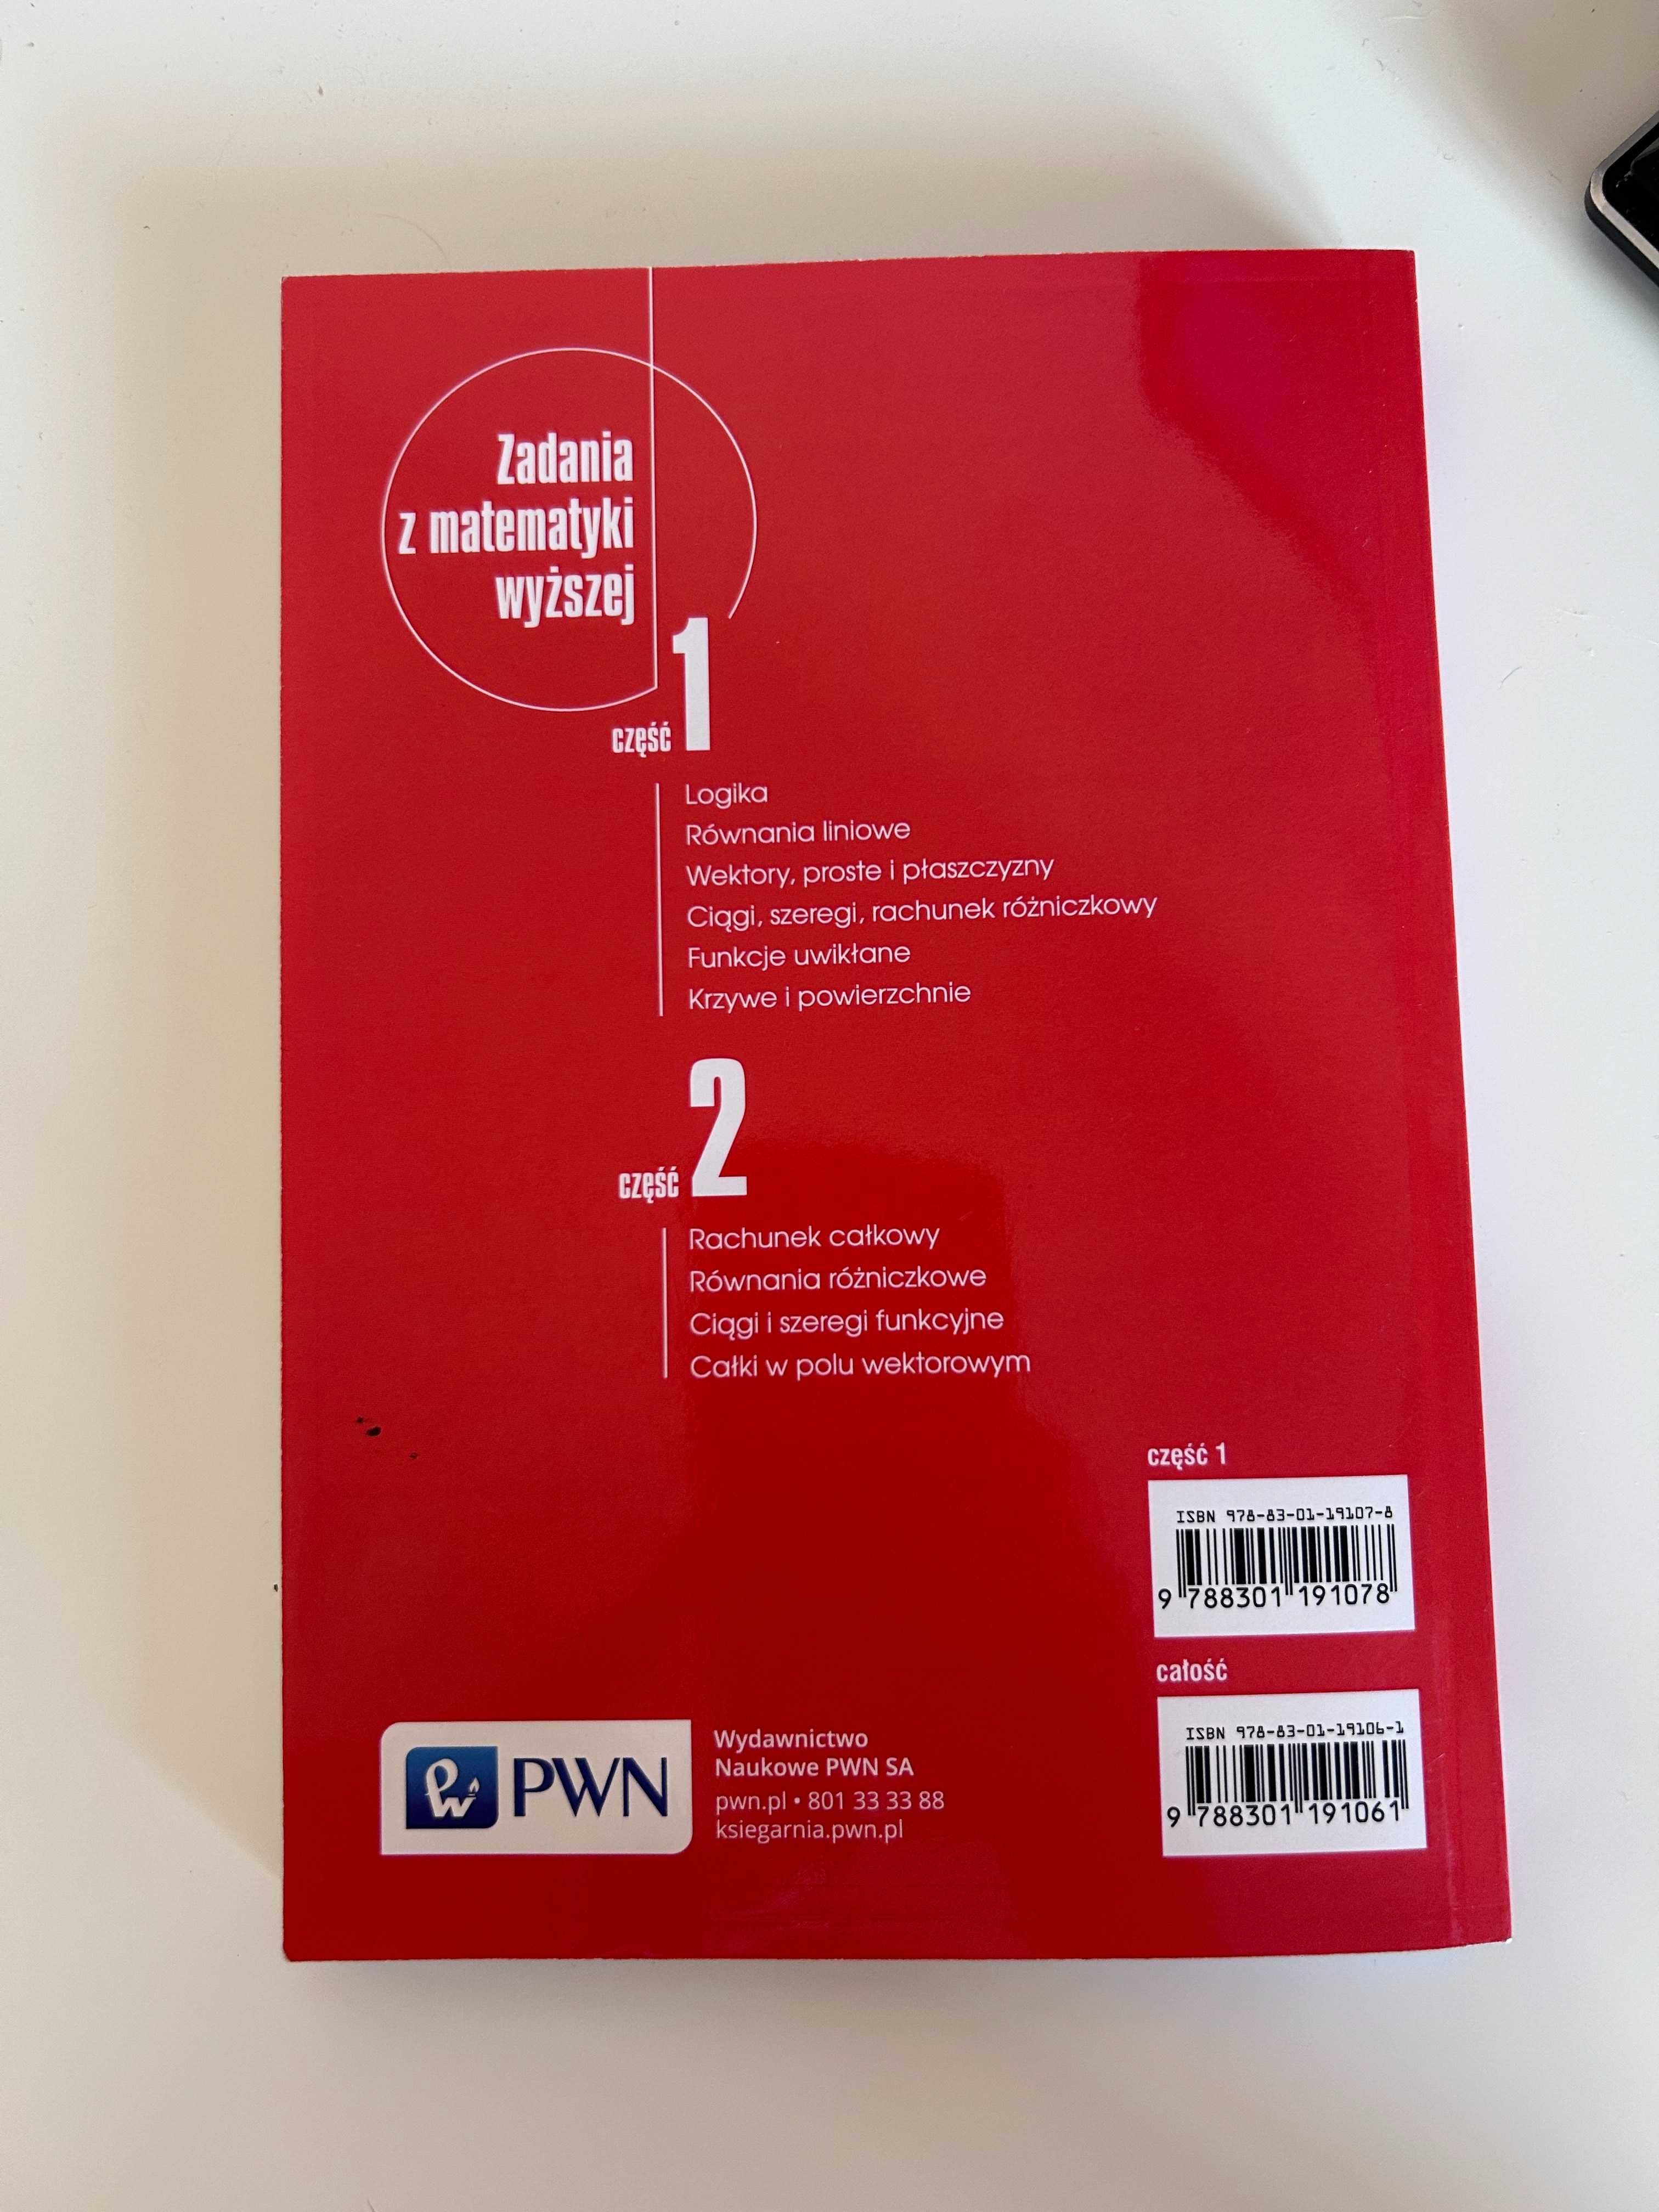 Zadania
z matematyki
wyższej
część 1
Logika
Równania liniowe
Wektory, proste i płaszczyzny
Ciągi, szeregi, rachunek różniczkowy
Funkcje uwikłane
Krzywe i powierzchnie
część 2
Rachunek całkowy
Równania różniczkowe
Ciągi i szeregi funkcyjne
Całki w polu wektorowym
część 1
ISBN 978-83-01-19107-8
9 788301 191078
całość
ISBN 978-83-01-19106-1
9 788301 191061
PWN
Wydawnictwo
Naukowe PWN SA
pwn.pl • 801 33 33 88
ksiegarnia.pwn.pl